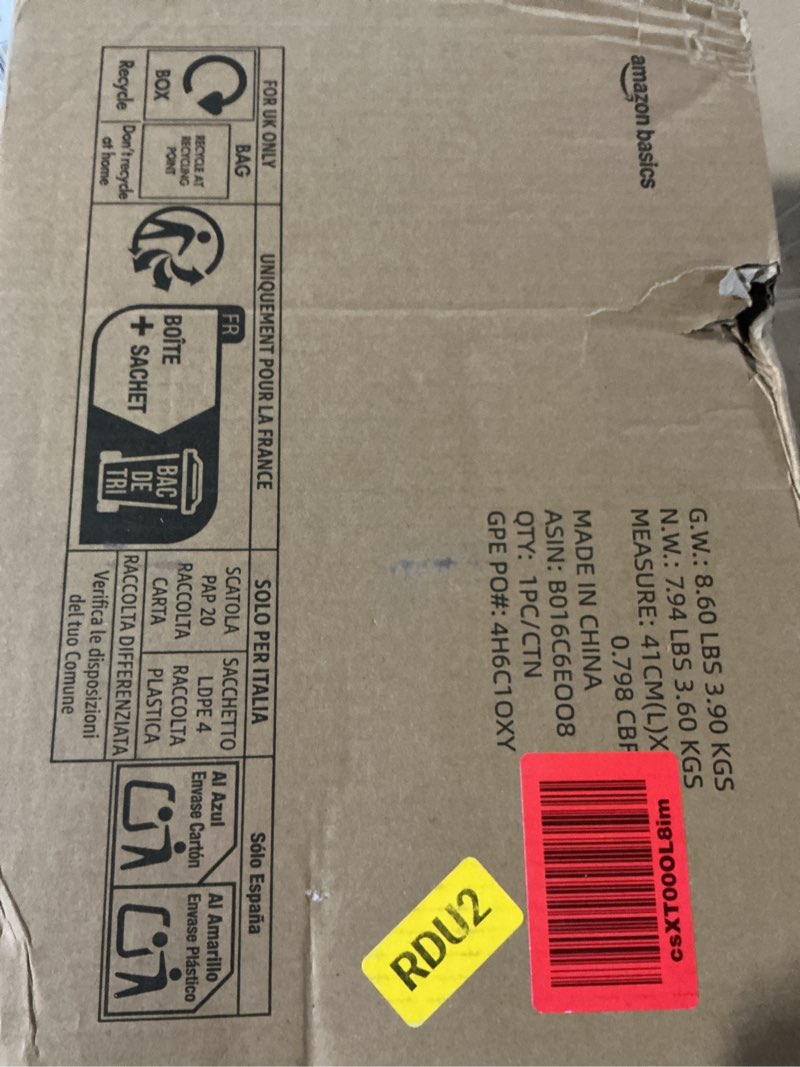 amazon basics
G.W.: 8.60 LBS 3.90 KGS
N.W.: 7.94 LBS 3.60 KGS
MEASURE: 41CM(L)X
0.798 CBF
MADE IN CHINA
ASIN: B016C6EOO8
QTY: 1PC/CTN
GPE PO#: 4H6C1OXY
csXT000L8im
RDU2
FOR UK ONLY
BOX
Recycle
BAG
RECYCLE AT
RECYCLING
POINT
Don't recycle
at home
UNIQUEMENT POUR LA FRANCE
FR
BOÎTE
+ SACHET
BAC
DE
TRI
SOLO PER ITALIA
SCATOLA
PAP 20
RACCOLTA
CARTA
SACCHETTO
LDPE 4
RACCOLTA
PLASTICA
RACCOLTA DIFFERENZIATA
Verifica le disposizioni
del tuo Comune
Sólo España
Al Azul
Envase Cartón
Al Amarillo
Envase Plástico